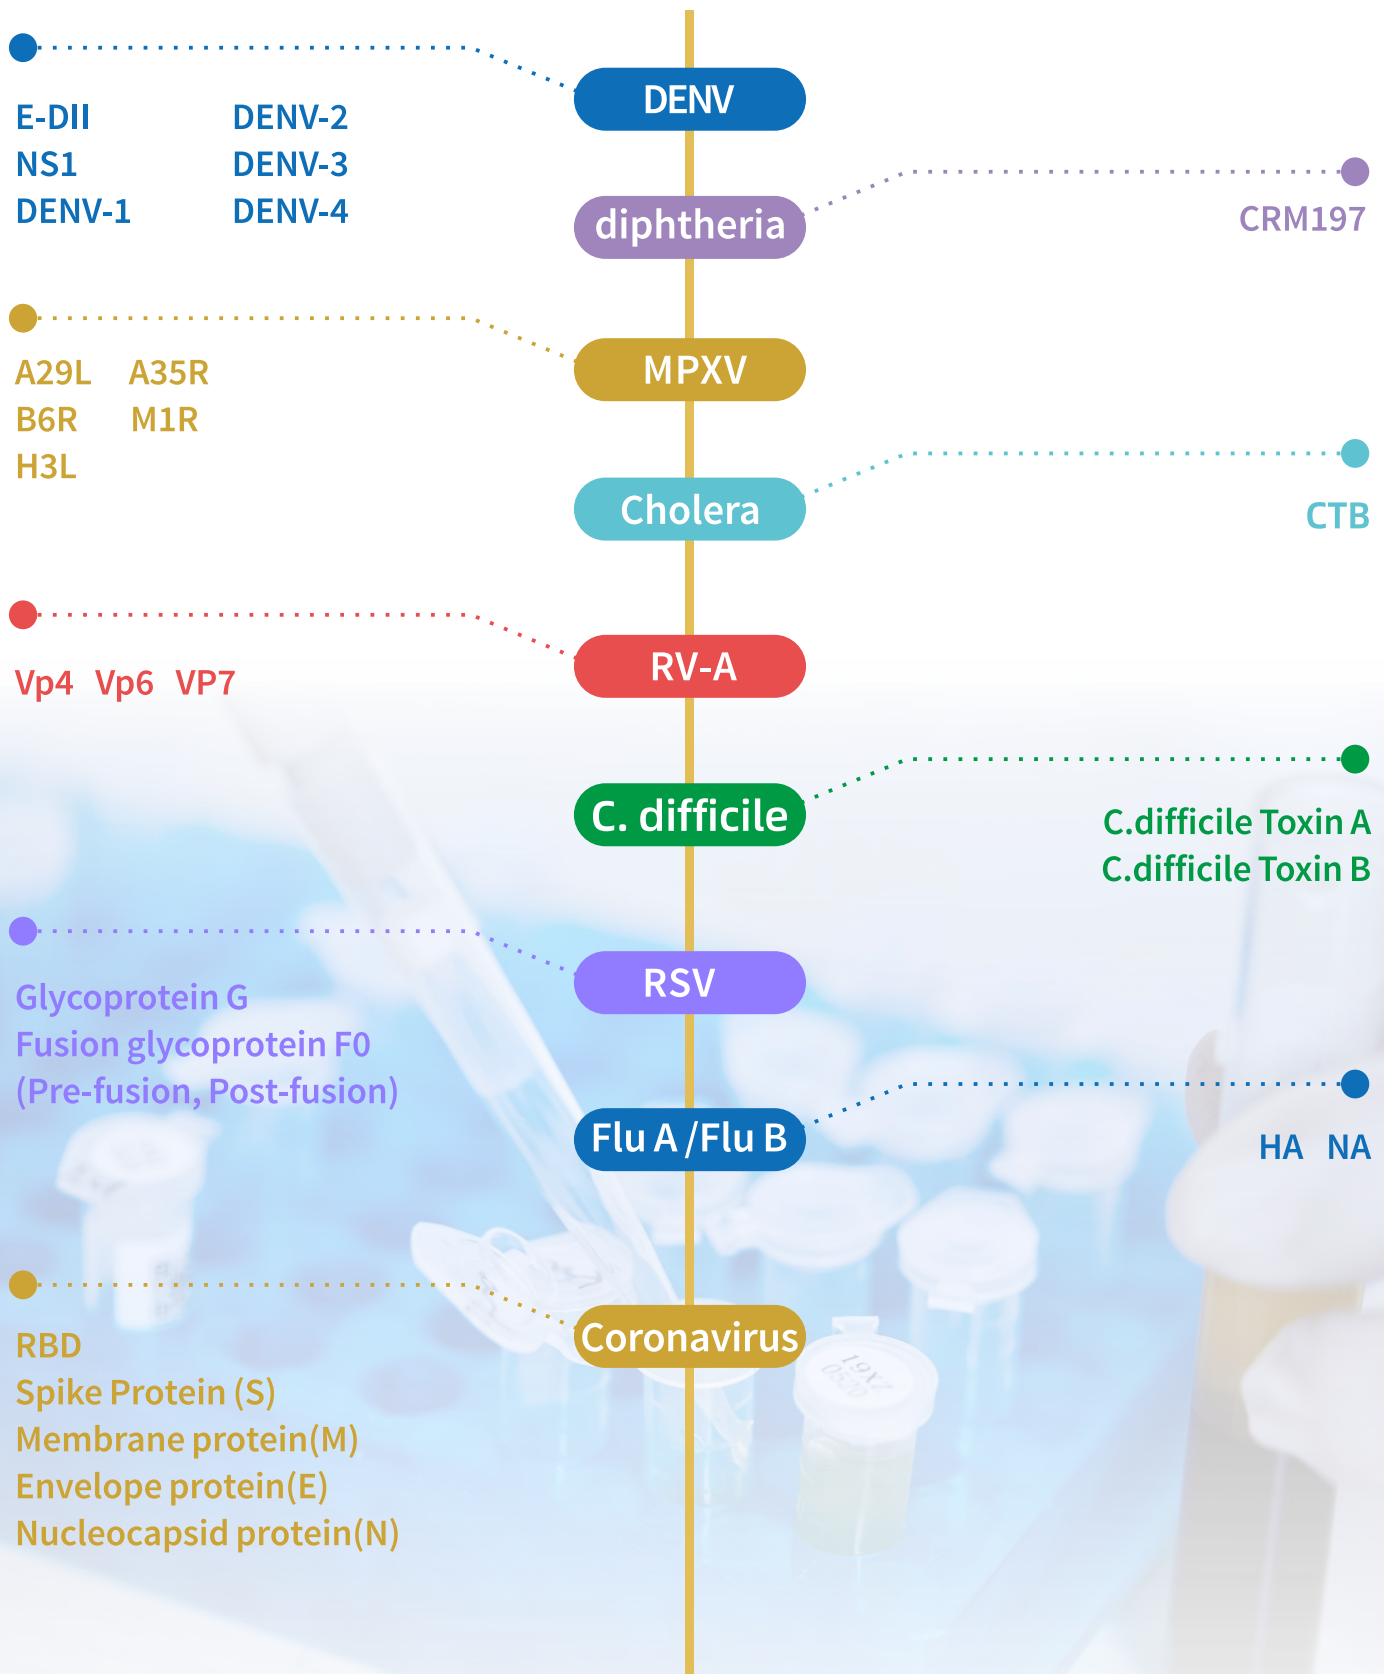 DENV
E-DII DENV-2
NS1 DENV-3
DENV-1 DENV-4
diphtheria
CRM197
MPXV
A29L A35R
B6R M1R
H3L
Cholera
CTB
RV-A
Vp4 Vp6 VP7
C. difficile
C.difficile Toxin A
C.difficile Toxin B
RSV
Glycoprotein G
Fusion glycoprotein F0
(Pre-fusion, Post-fusion)
Flu A /Flu B
HA NA
Coronavirus
RBD
Spike Protein (S)
Membrane protein(M)
Envelope protein(E)
Nucleocapsid protein(N)